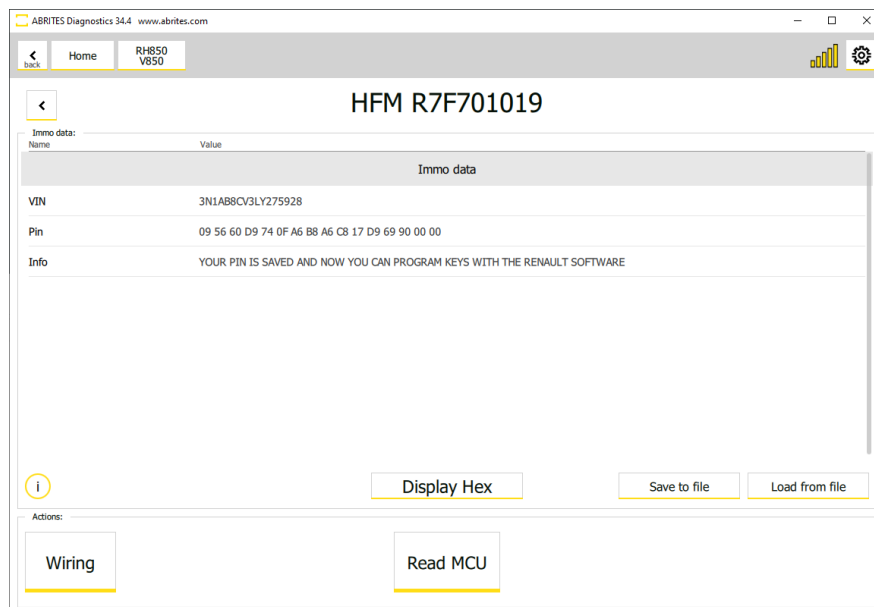 ABRITES Diagnostics 34.4 www.abrites.com
back
Home
RH850
V850
HFM R7F701019
Immo data:
Name Value
Immo data
VIN 3N1AB8CV3LY275928
Pin 09 56 60 D9 74 0F A6 B8 A6 C8 17 D9 69 90 00 00
Info YOUR PIN IS SAVED AND NOW YOU CAN PROGRAM KEYS WITH THE RENAULT SOFTWARE
i
Display Hex
Save to file
Load from file
Actions:
Wiring
Read MCU